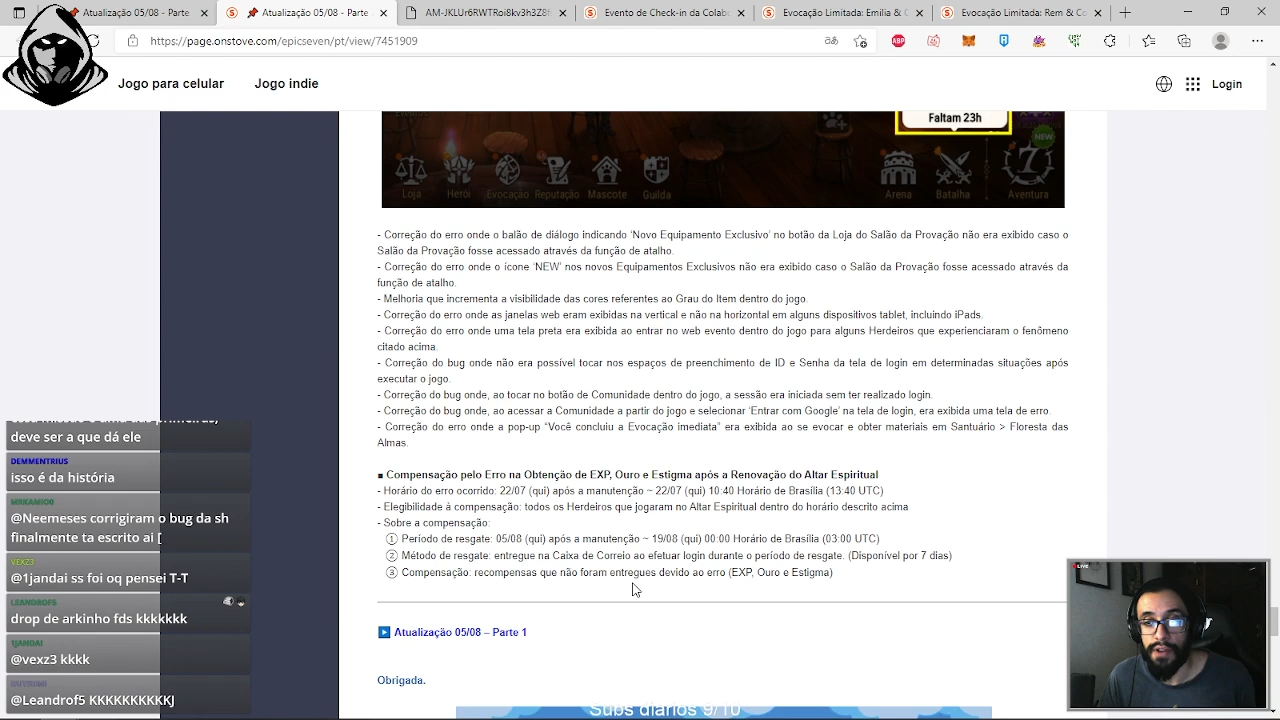 Atualização 05/08 - Parte
Atualização 05/08 - Parte
AM-JKLUr6RWTRoi8kv3h3Z8f
Evento de Check-in da Colab
Evocação Limitada: Emilia & C
Evocação Limitada: Rem & Co
https://page.onstove.com/epicseven/pt/view/7451909
Jogo para celular
Jogo indie
Login
Eventos
Faltam 23h
NEW
Loja
Herói
Evocação
Reputação
Mascote
Guilda
Arena
Batalha
Aventura
- Correção do erro onde o balão de diálogo indicando ‘Novo Equipamento Exclusivo’ no botão da Loja do Salão da Provação não era exibido caso o
Salão da Provação fosse acessado através da função de atalho.
- Correção do erro onde o ícone ‘NEW’ nos novos Equipamentos Exclusivos não era exibido caso o Salão da Provação fosse acessado através da
função de atalho.
- Melhoria que incrementa a visibilidade das cores referentes ao Grau do Item dentro do jogo.
- Correção do erro onde as janelas web eram exibidas na vertical e não na horizontal em alguns dispositivos tablet, incluindo iPads.
- Correção do erro onde uma tela preta era exibida ao entrar no web evento dentro do jogo para alguns Herdeiros que experienciaram o fenômeno
citado acima.
- Correção do bug onde não era possível tocar nos espaços de preenchimento de ID e Senha da tela de login em determinadas situações após
executar o jogo.
- Correção do bug onde, ao tocar no botão de Comunidade dentro do jogo, a sessão era iniciada sem ter realizado login.
- Correção do bug onde, ao acessar a Comunidade a partir do jogo e selecionar ‘Entrar com Google’ na tela de login, era exibida uma tela de erro.
- Correção do erro onde a pop-up “Você concluiu a Evocação imediata” era exibida ao se evocar e obter materiais em Santuário > Floresta das
Almas.
■ Compensação pelo Erro na Obtenção de EXP, Ouro e Estigma após a Renovação do Altar Espiritual
- Horário do erro ocorrido: 22/07 (qui) após a manutenção ~ 22/07 (qui) 10:40 Horário de Brasília (13:40 UTC)
- Elegibilidade à compensação: todos os Herdeiros que jogaram no Altar Espiritual dentro do horário descrito acima
- Sobre a compensação:
① Período de resgate: 05/08 (qui) após a manutenção ~ 19/08 (qui) 00:00 Horário de Brasília (03:00 UTC)
② Método de resgate: entregue na Caixa de Correio ao efetuar login durante o período de resgate. (Disponível por 7 dias)
③ Compensação: recompensas que não foram entregues devido ao erro (EXP, Ouro e Estigma)
Atualização 05/08 – Parte 1
Obrigada.
Subs diários 9/10
deve ser a que dá ele
DEMMENTRIUS
isso é da história
@Neemeses corrigiram o bug da sh
finalmente ta escrito ai [
VEXZ3
@1jandai ss foi oq pensei T-T
LEANDROF5
drop de arkinho fds kkkkkkk
1JANDAI
@vexz3 kkkk
@Leandrof5 KKKKKKKKKKJ
LIVE